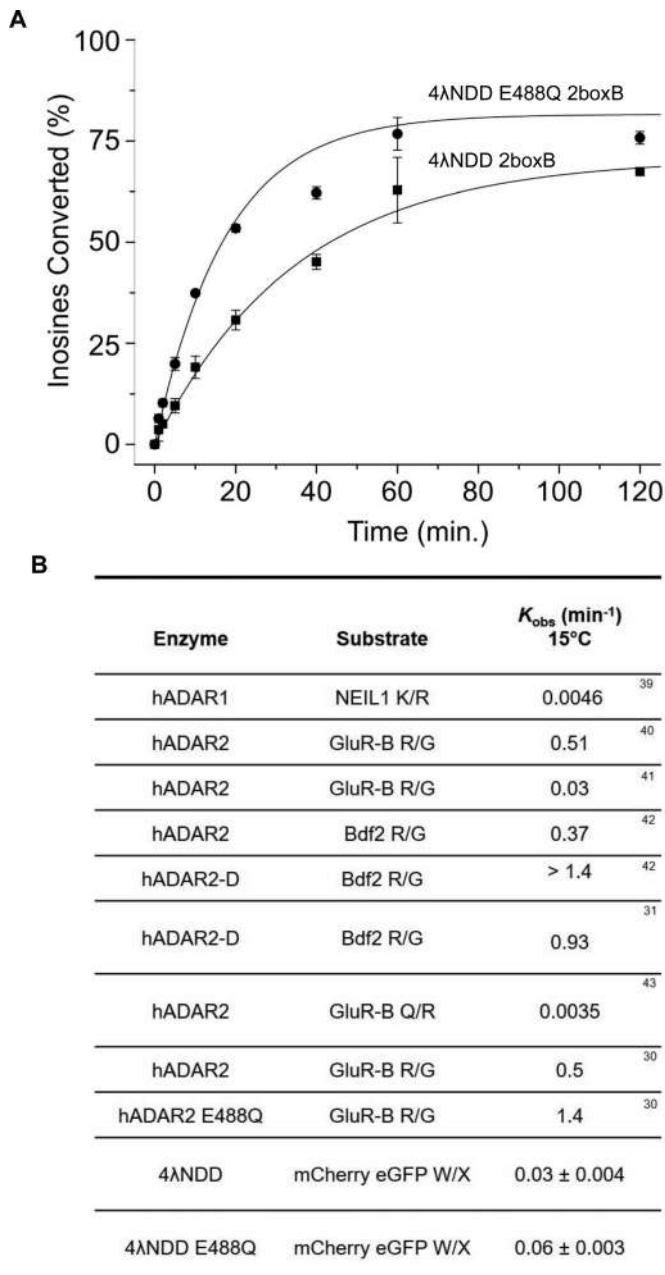 A
100
75
50
25
0
Inosines Converted (%)
4λNDD E488Q 2boxB
4λNDD 2boxB
0 20 40 60 80 100 120
Time (min.)
B
Kobs (min-1)
Enzyme Substrate 15°C
hADAR1 NEIL1 K/R 0.0046 39
hADAR2 GluR-B R/G 0.51 40
hADAR2 GluR-B R/G 0.03 41
hADAR2 Bdf2 R/G 0.37 42
hADAR2-D Bdf2 R/G > 1.4 42
hADAR2-D Bdf2 R/G 0.93 31
hADAR2 GluR-B Q/R 0.0035 43
hADAR2 GluR-B R/G 0.5 30
hADAR2 E488Q GluR-B R/G 1.4 30
4λNDD mCherry eGFP W/X 0.03 ± 0.004
4λNDD E488Q mCherry eGFP W/X 0.06 ± 0.003